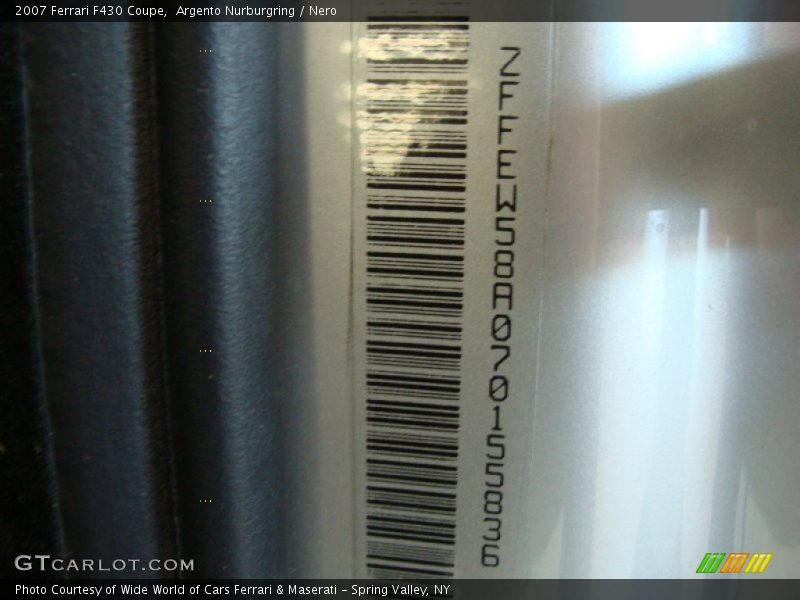 2007 Ferrari F430 Coupe,  Argento Nurburgring / Nero
ZFFEW58A070155836
GTCARLOT.COM
Photo Courtesy of Wide World of Cars Ferrari & Maserati - Spring Valley, NY